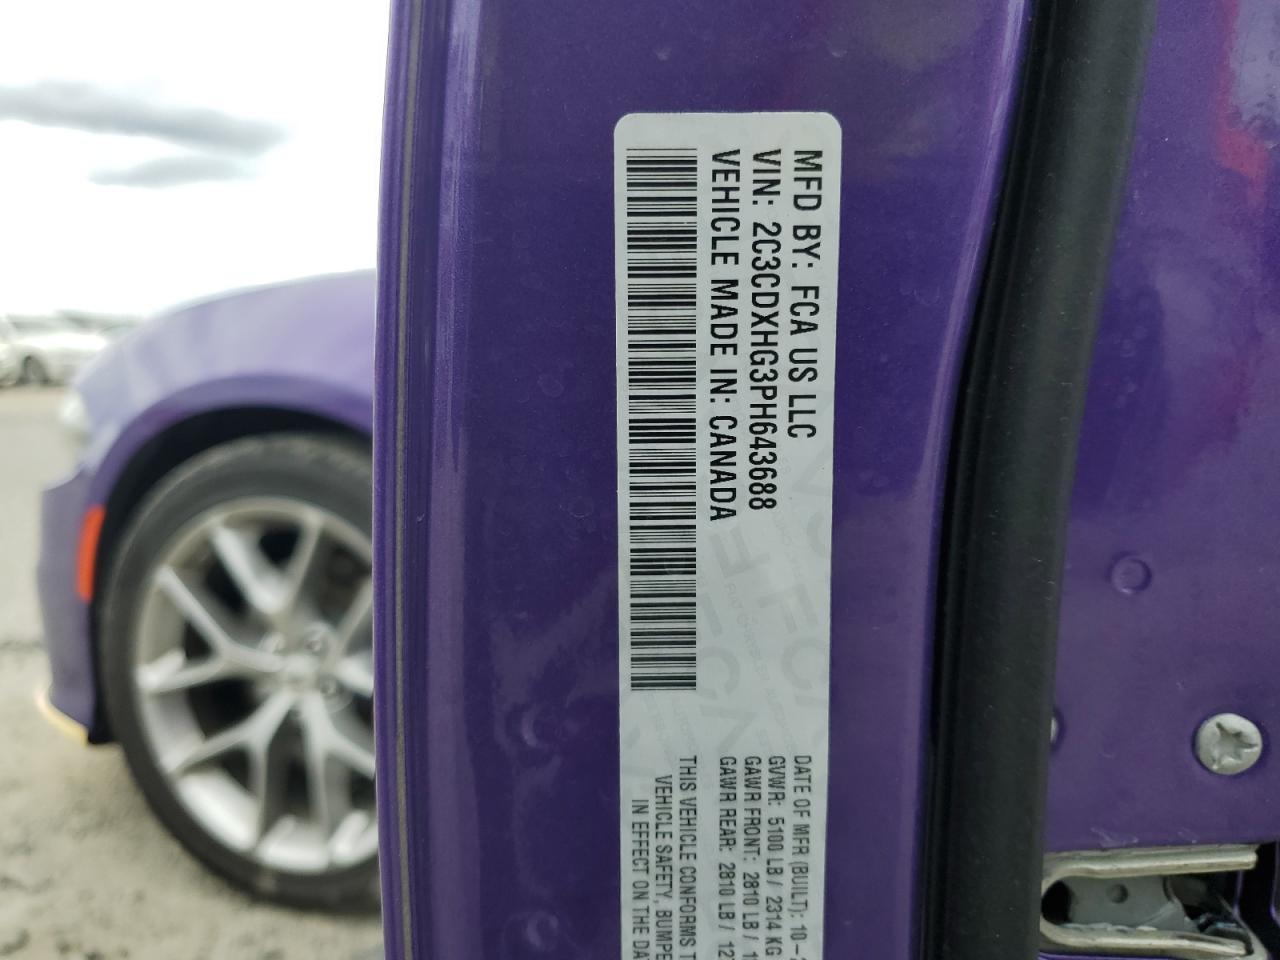 MFD BY: FCA US LLC
VIN: 2C3CDXHG3PH643688
VEHICLE MADE IN: CANADA
DATE OF MFR (BUILT): 10-
GVWR: 5100 LB / 2314 KG
GAWR FRONT: 2810 LB /
GAWR REAR: 2810 LB /
THIS VEHICLE CONFORMS
VEHICLE SAFETY, BUMPE
IN EFFECT ON THE DA